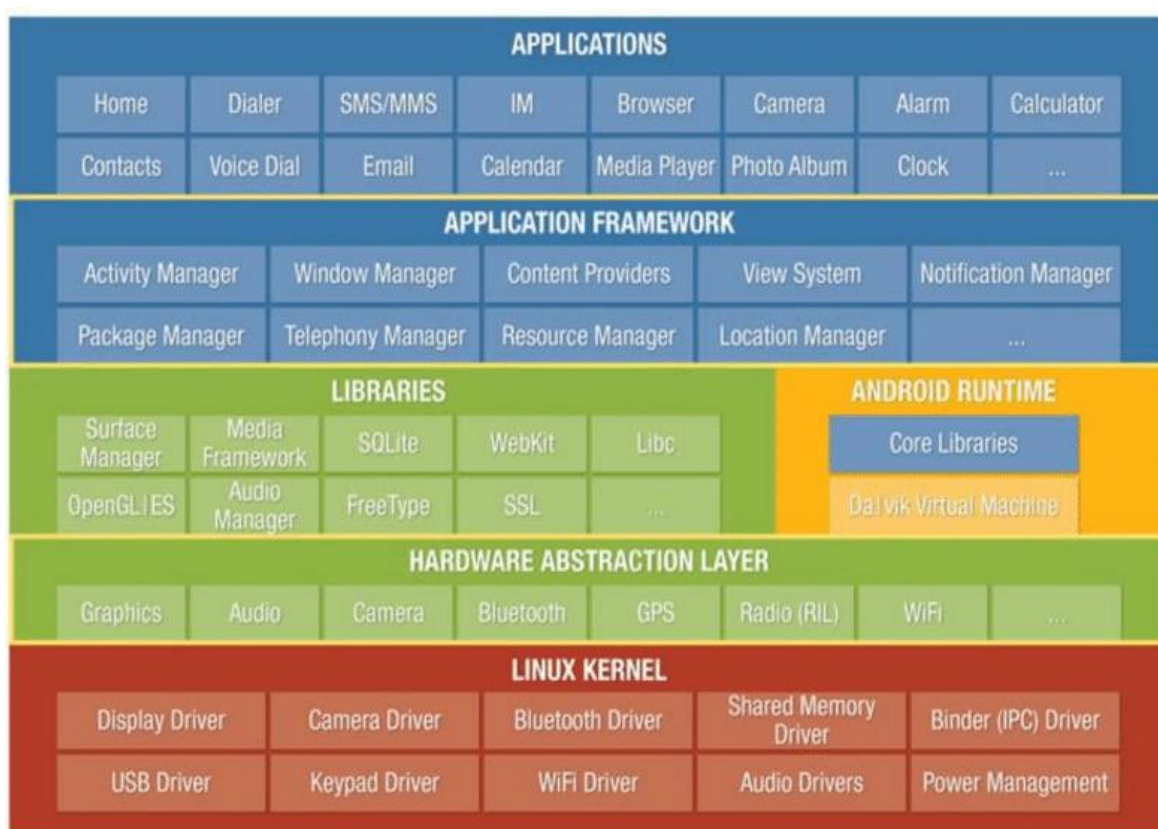 APPLICATIONS
Home Dialer SMS/MMS IM Browser Camera Alarm Calculator
Contacts Voice Dial Email Calendar Media Player Photo Album Clock ...
APPLICATION FRAMEWORK
Activity Manager Window Manager Content Providers View System Notification Manager
Package Manager Telephony Manager Resource Manager Location Manager ...
LIBRARIES
Surface Manager Media Framework SQLite WebKit Libc
OpenGL|ES Audio Manager FreeType SSL ...
ANDROID RUNTIME
Core Libraries
Dalvik Virtual Machine
HARDWARE ABSTRACTION LAYER
Graphics Audio Camera Bluetooth GPS Radio (RIL) WiFi ...
LINUX KERNEL
Display Driver Camera Driver Bluetooth Driver Shared Memory Driver Binder (IPC) Driver
USB Driver Keypad Driver WiFi Driver Audio Drivers Power Management